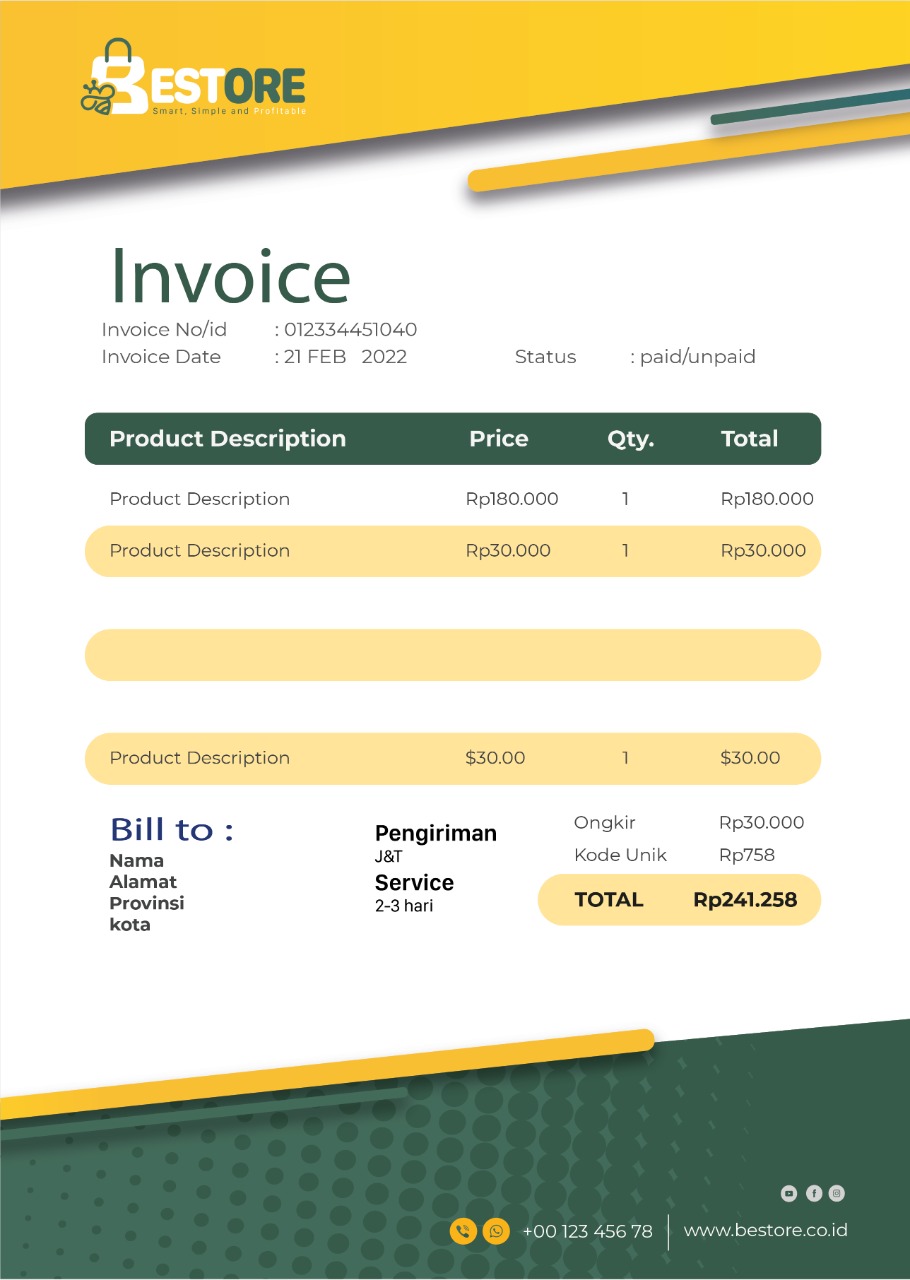 BESTORE
Smart, Simple and Profitable
Invoice
Invoice No/id : 012334451040
Invoice Date : 21 FEB 2022 Status : paid/unpaid
Product Description Price Qty. Total
Product Description Rp180.000 1 Rp180.000
Product Description Rp30.000 1 Rp30.000
Product Description $30.00 1 $30.00
Bill to :
Nama
Alamat
Provinsi
kota
Pengiriman
J&T
Service
2-3 hari
Ongkir Rp30.000
Kode Unik Rp758
TOTAL Rp241.258
+00 123 456 78 www.bestore.co.id